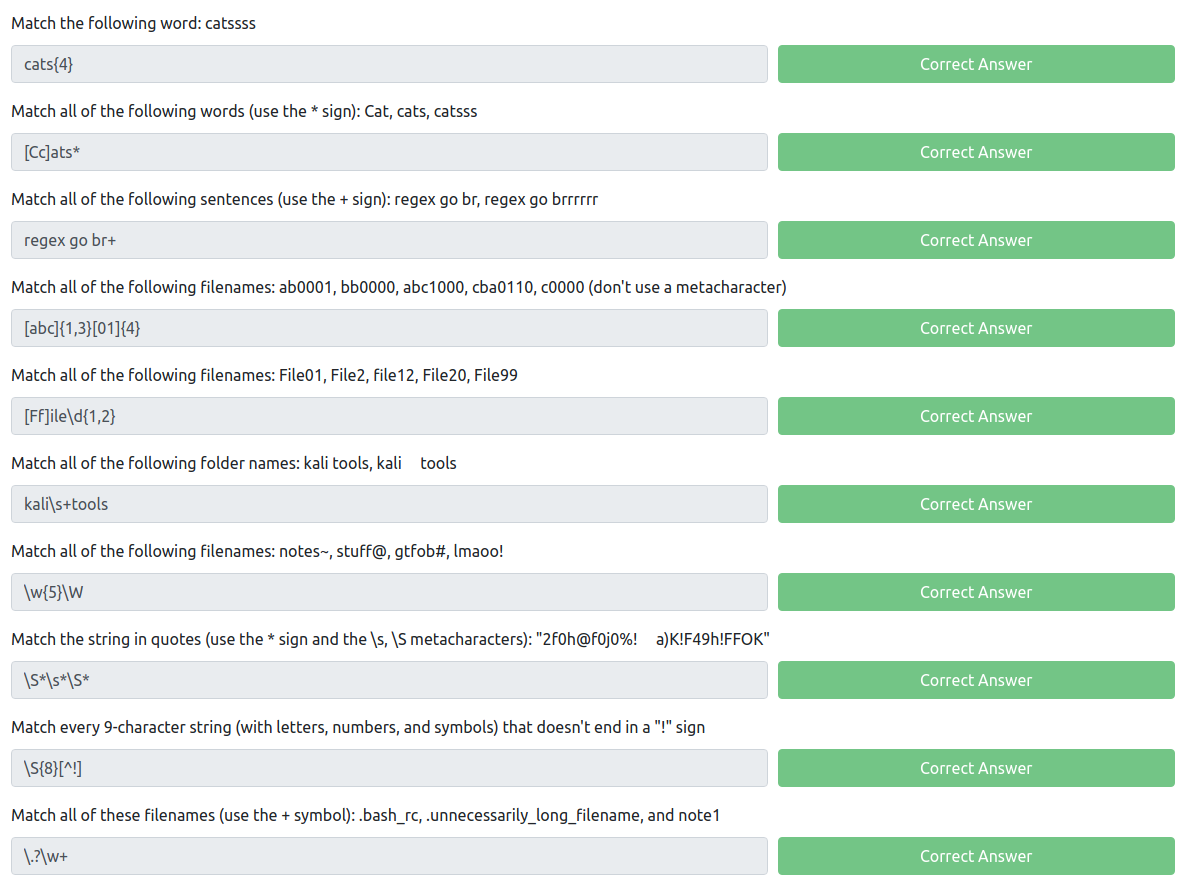 Match the following word: catssss
cats{4}
Correct Answer
Match all of the following words (use the * sign): Cat, cats, catsss
[Cc]ats*
Correct Answer
Match all of the following sentences (use the + sign): regex go br, regex go brrrrrr
regex go br+
Correct Answer
Match all of the following filenames: ab0001, bb0000, abc1000, cba0110, c0000 (don't use a metacharacter)
[abc]{1,3}[01]{4}
Correct Answer
Match all of the following filenames: File01, File2, file12, File20, File99
[Ff]ile\d{1,2}
Correct Answer
Match all of the following folder names: kali tools, kali    tools
kali\s+tools
Correct Answer
Match all of the following filenames: notes~, stuff@, gtfob#, lmaoo!
\w{5}\W
Correct Answer
Match the string in quotes (use the * sign and the \s, \S metacharacters): "2f0h@f0j0%!    a)K!F49h!FFOK"
\S*\s*\S*
Correct Answer
Match every 9-character string (with letters, numbers, and symbols) that doesn't end in a "!" sign
\S{8}[^!]
Correct Answer
Match all of these filenames (use the + symbol): .bash_rc, .unnecessarily_long_filename, and note1
\.?\w+
Correct Answer